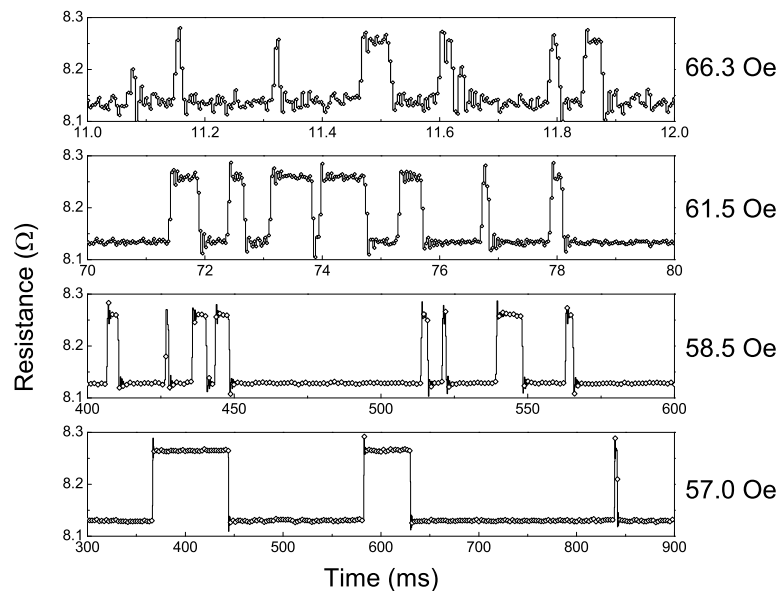 Resistance (Ω)
8.3
8.2
8.1
11.0 11.2 11.4 11.6 11.8 12.0
66.3 Oe
8.3
8.2
8.1
70 72 74 76 78 80
61.5 Oe
8.3
8.2
8.1
400 450 500 550 600
58.5 Oe
8.3
8.2
8.1
300 400 500 600 700 800 900
57.0 Oe
Time (ms)